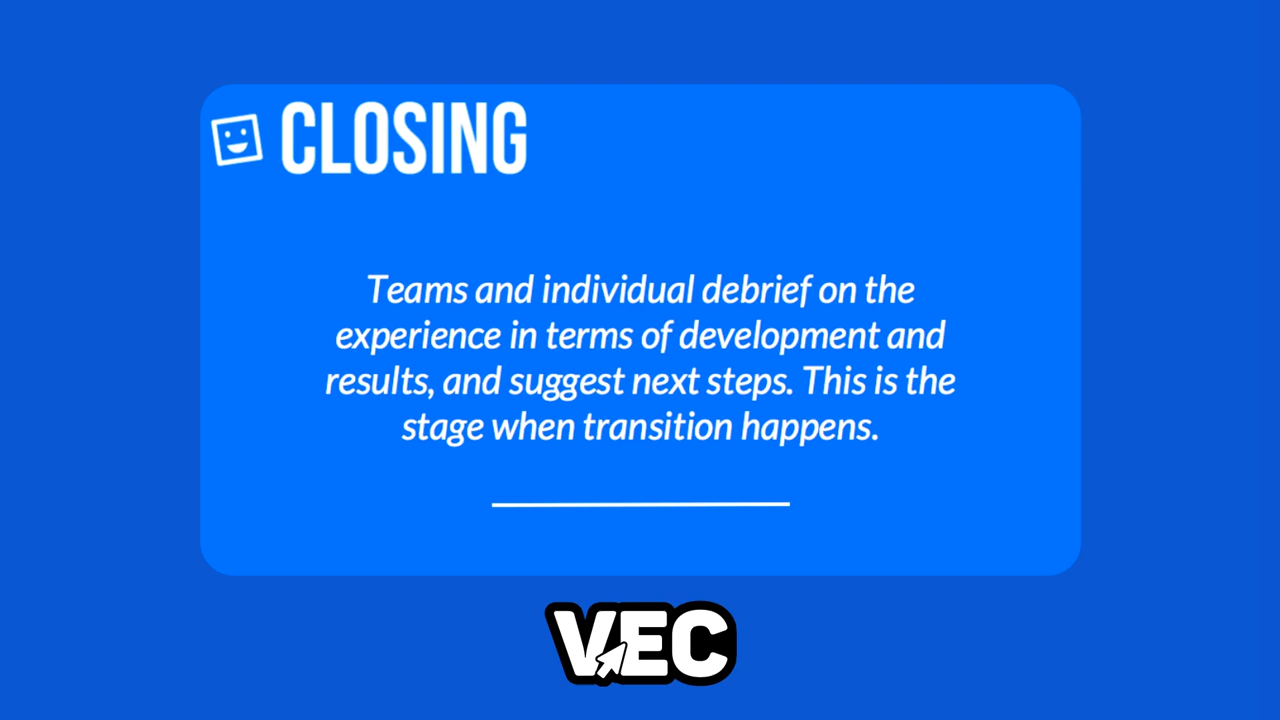 CLOSING
Teams and individual debrief on the
experience in terms of development and
results, and suggest next steps. This is the
stage when transition happens.
VEC